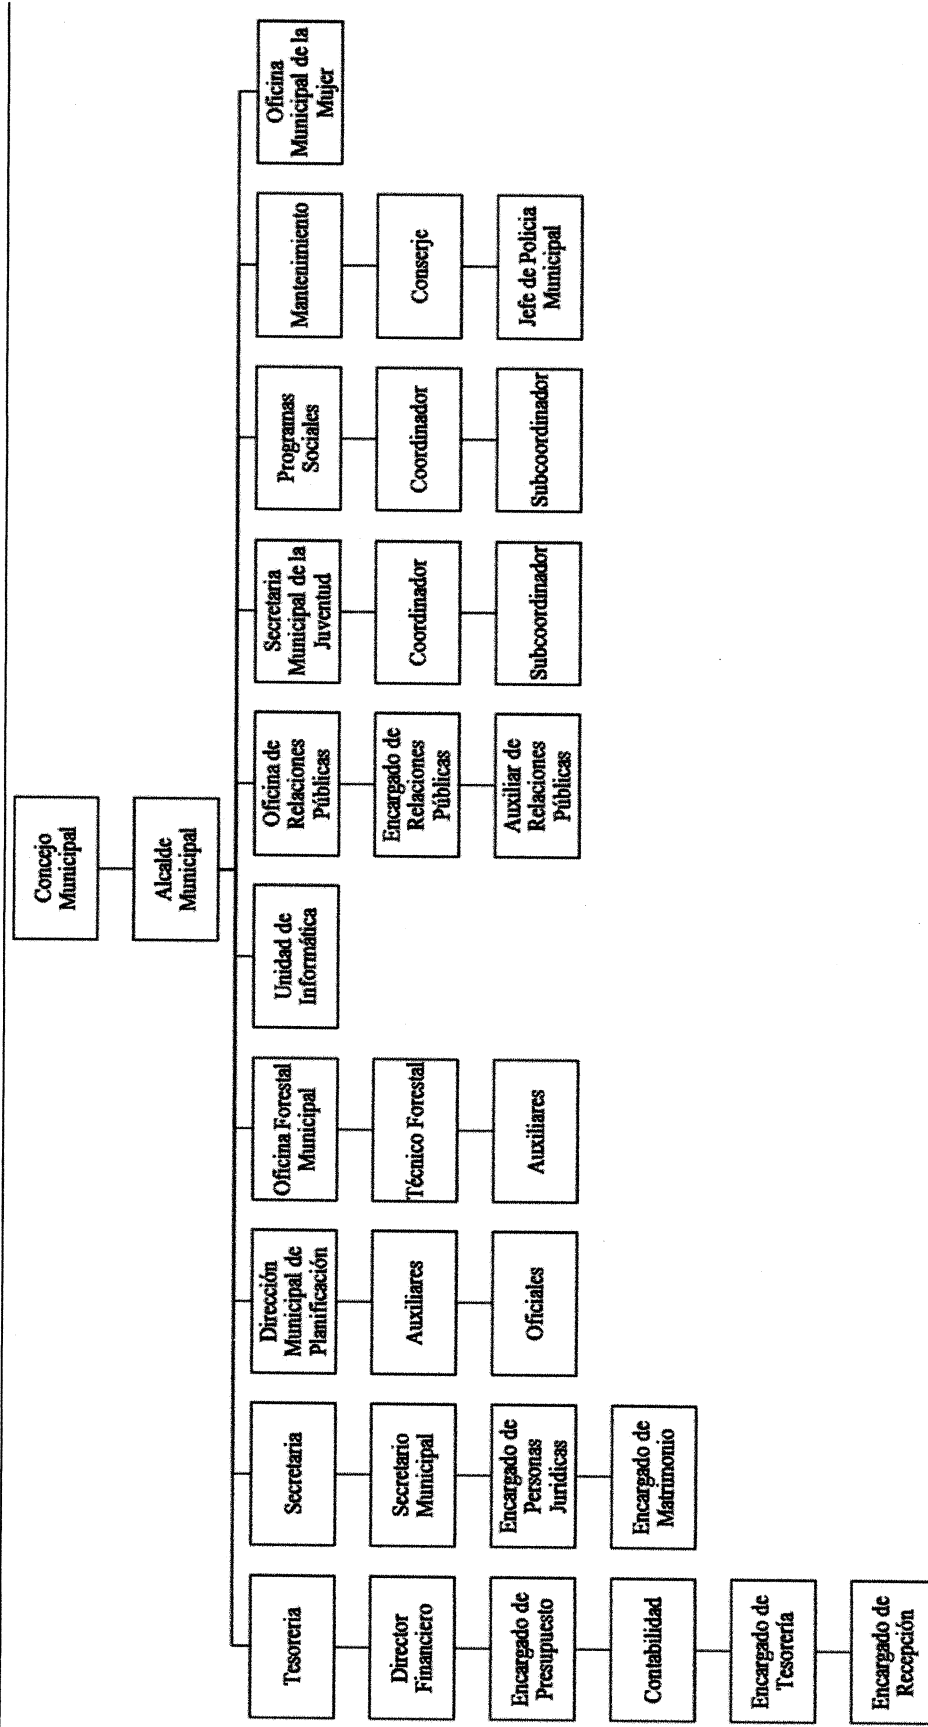 Concejo
Municipal
Alcalde
Municipal
Tesoreria
Secretaria
Dirección
Municipal de
Planificación
Oficina Forestal
Municipal
Unidad de
Informática
Oficina de
Relaciones
Públicas
Secretaria
Municipal de la
Juventud
Programas
Sociales
Mantenimiento
Oficina
Municipal de la
Mujer
Director
Financiero
Secretario
Municipal
Auxiliares
Técnico Forestal
Encargado de
Relaciones
Públicas
Coordinador
Coordinador
Conserje
Encargado de
Presupuesto
Encargado de
Personas
Juridicas
Oficiales
Auxiliares
Auxiliar de
Relaciones
Públicas
Subcoordinador
Subcoordinador
Jefe de Policia
Municipal
Contabilidad
Encargado de
Matrimonio
Encargado de
Tesorería
Encargado de
Recepción